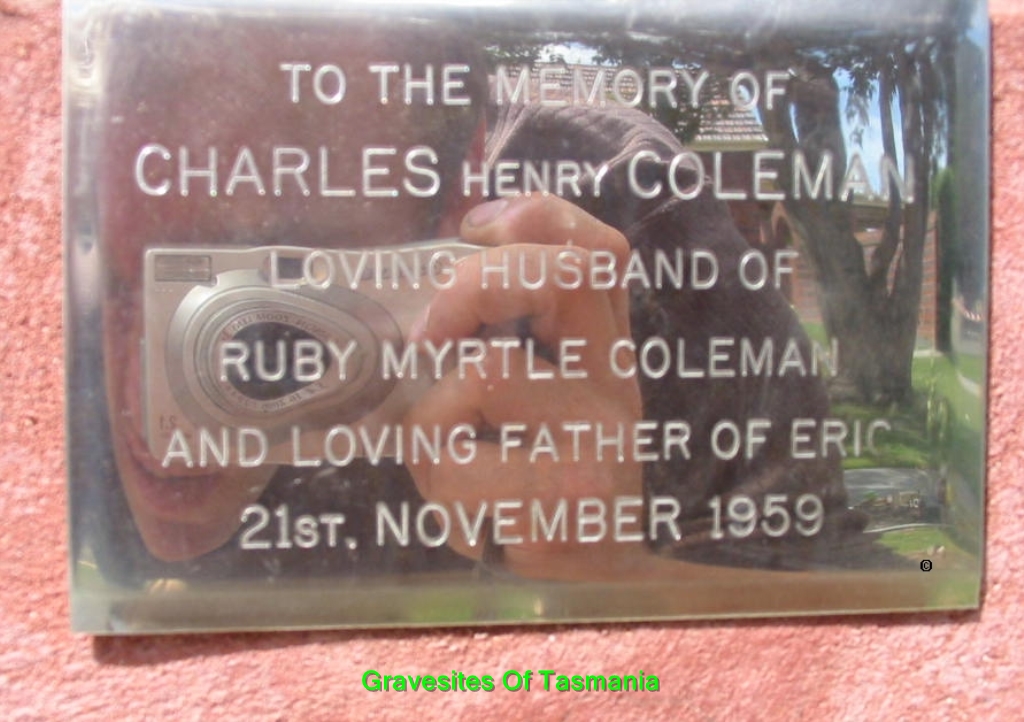 TO THE MEMORY OF
CHARLES HENRY COLEMAN
LOVING HUSBAND OF
RUBY MYRTLE COLEMAN
AND LOVING FATHER OF ERIC
21ST. NOVEMBER 1959
©
Gravesites Of Tasmania